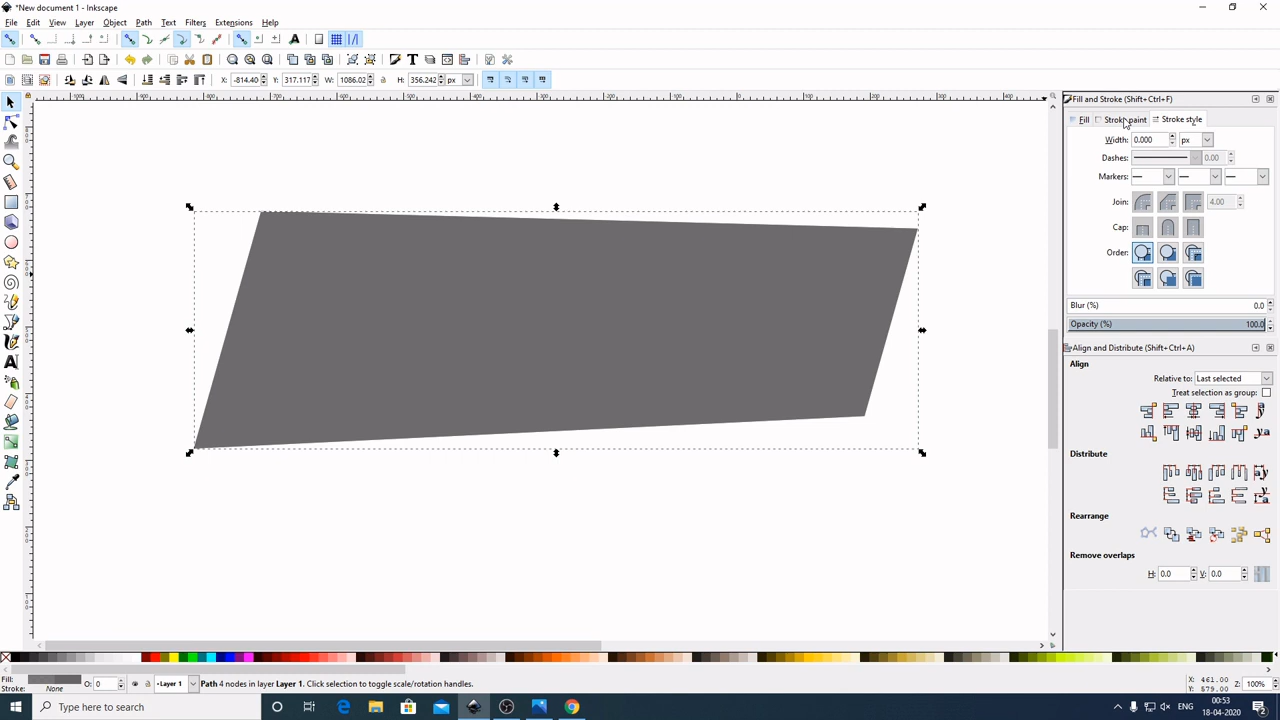 *New document 1 - Inkscape
File Edit View Layer Object Path Text Filters Extensions Help
X: -814.40 Y: 317.117 W: 1086.02 H: 356.242 px
Fill and Stroke (Shift+Ctrl+F)
Fill Stroke paint Stroke style
Width: 0.000 px
Dashes: 0.00
Markers:
Join: 4.00
Cap:
Order:
Blur (%) 0.0
Opacity (%) 100.0
Align and Distribute (Shift+Ctrl+A)
Align
Relative to: Last selected
Treat selection as group:
Distribute
Rearrange
Remove overlaps
H: 0.0 V: 0.0
Fill:
Stroke: None
O: 0
Layer 1
Path 4 nodes in layer Layer 1. Click selection to toggle scale/rotation handles.
X: 461.00
Y: 579.00
Z: 100%
Type here to search
ENG
00:53
18-04-2020
2